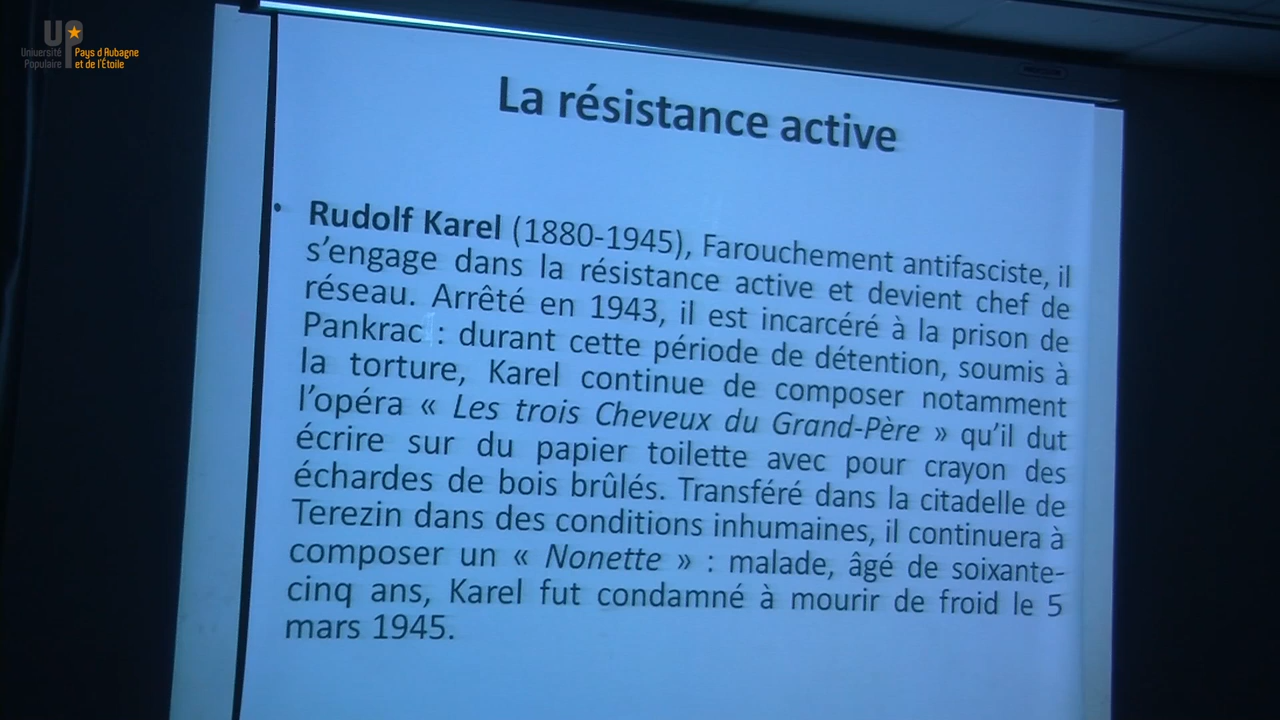 UP
Université
Populaire
Pays d'Aubagne
et de l'Étoile
La résistance active
• Rudolf Karel (1880-1945), Farouchement antifasciste, il
s'engage dans la résistance active et devient chef de
réseau. Arrêté en 1943, il est incarcéré à la prison de
Pankrac : durant cette période de détention, soumis à
la torture, Karel continue de composer notamment
l'opéra « Les trois Cheveux du Grand-Père » qu'il dut
écrire sur du papier toilette avec pour crayon des
échardes de bois brûlés. Transféré dans la citadelle de
Terezin dans des conditions inhumaines, il continuera à
composer un « Nonette » : malade, âgé de soixante-
cinq ans, Karel fut condamné à mourir de froid le 5
mars 1945.